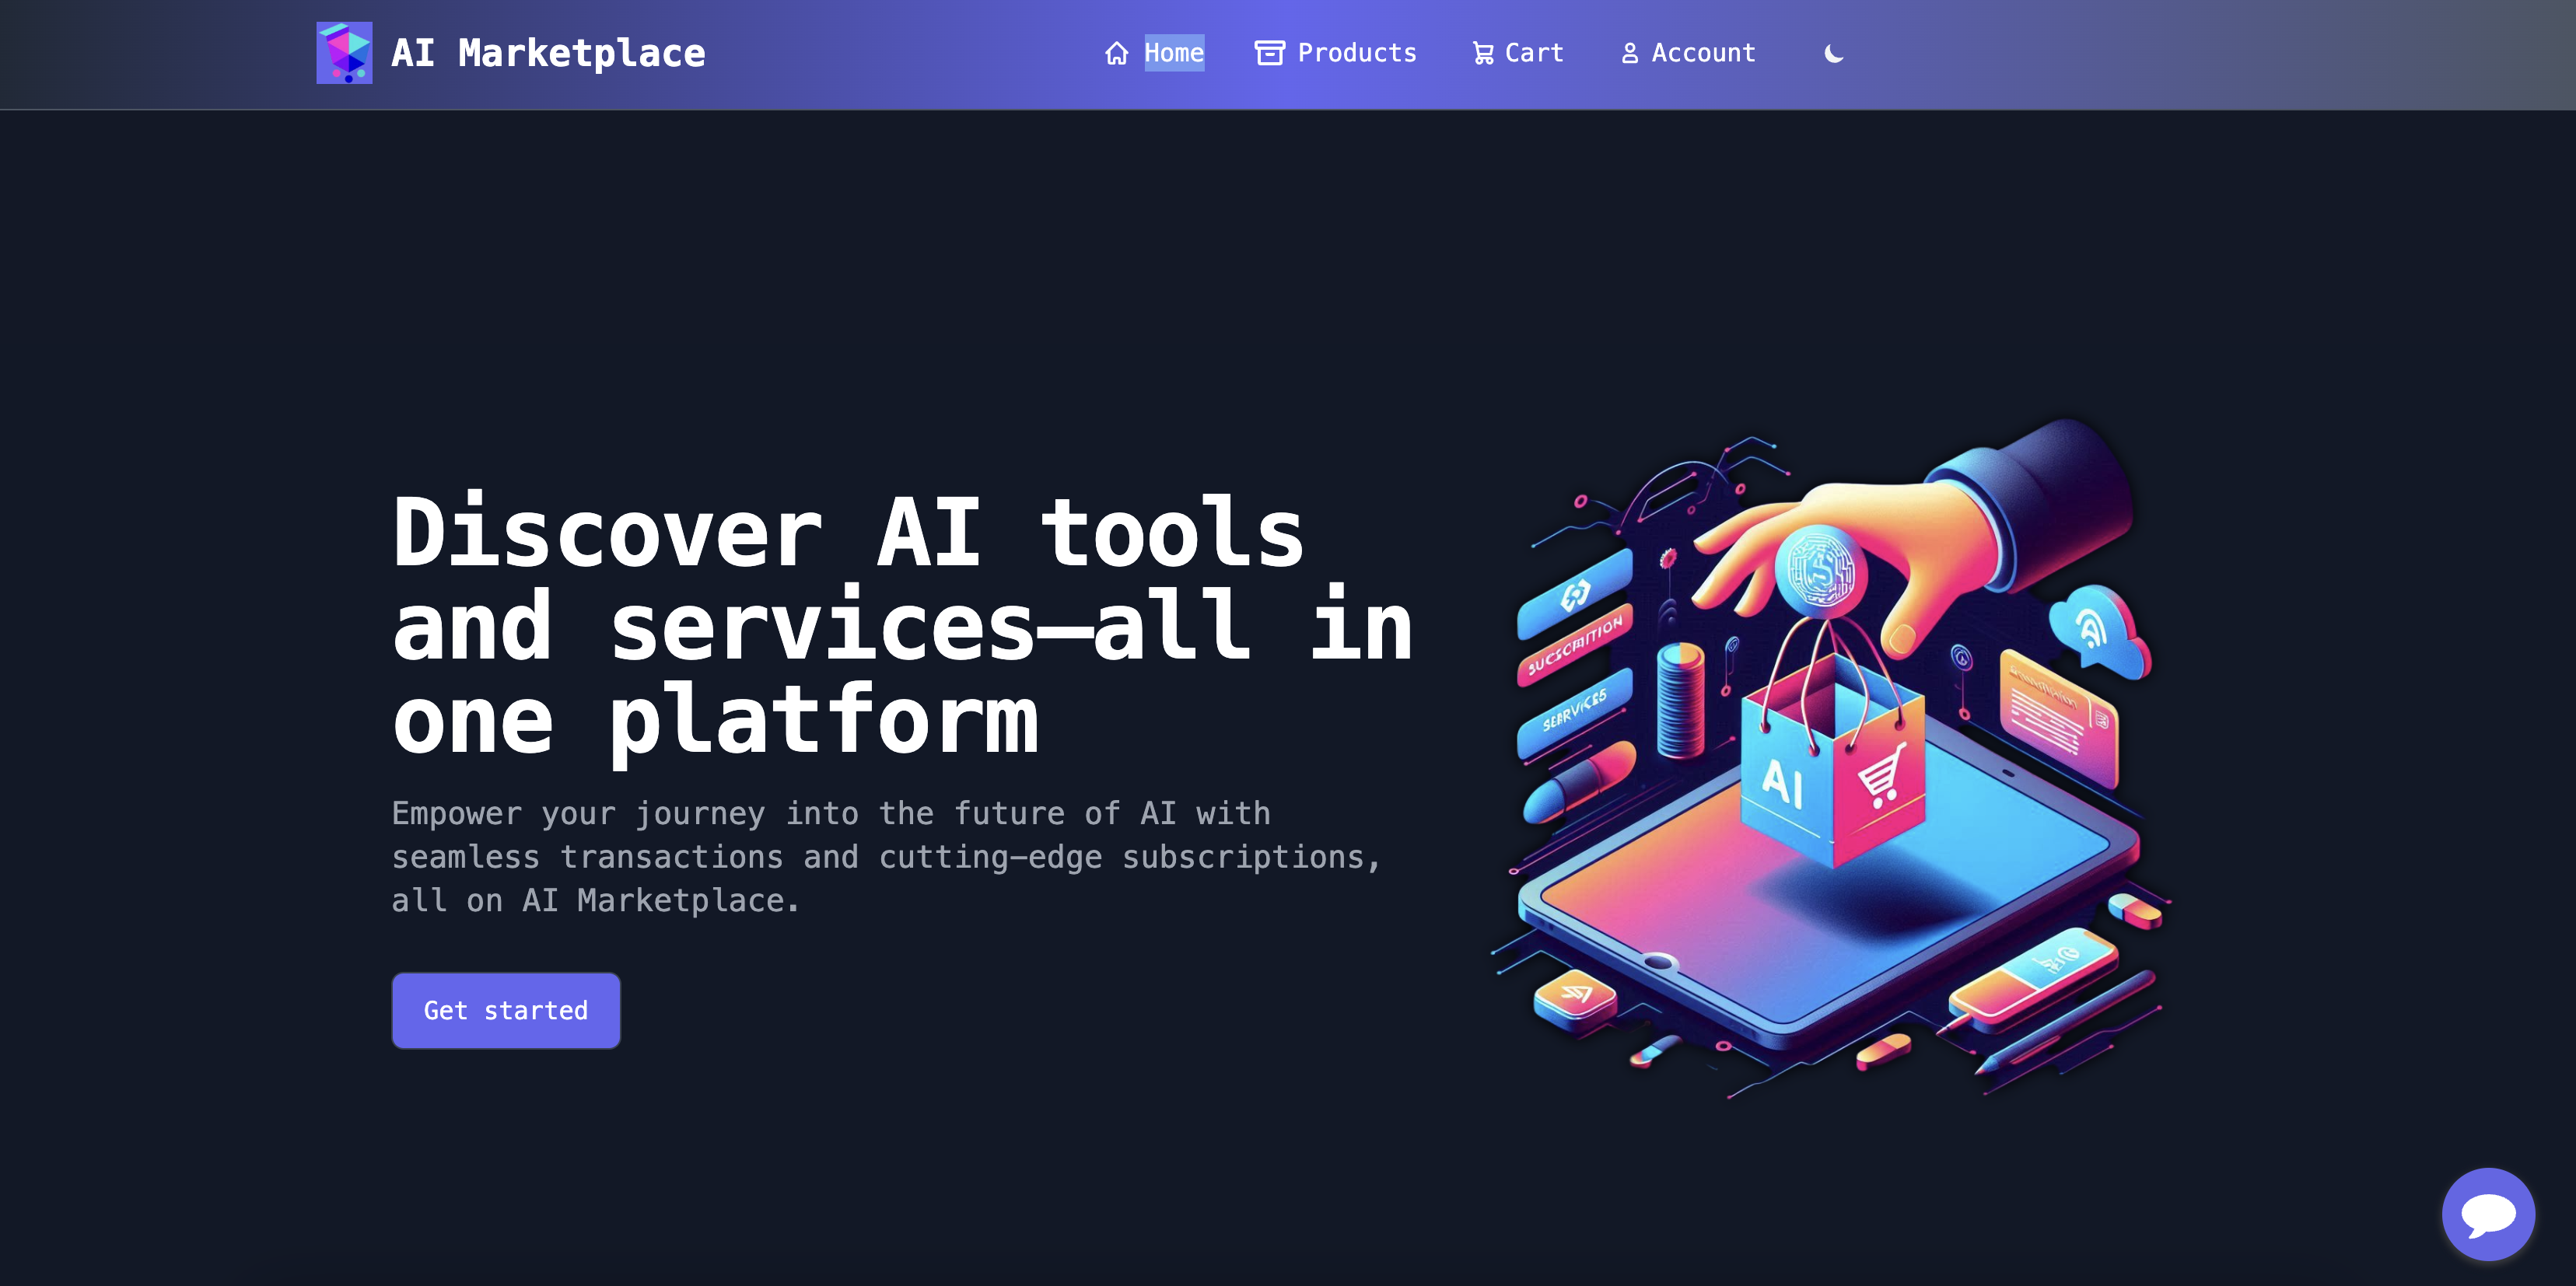 AI Marketplace
Home
Products
Cart
Account
Discover AI tools
and services—all in
one platform
Empower your journey into the future of AI with
seamless transactions and cutting-edge subscriptions,
all on AI Marketplace.
Get started
SUCSCRITION
SERVICES
AI